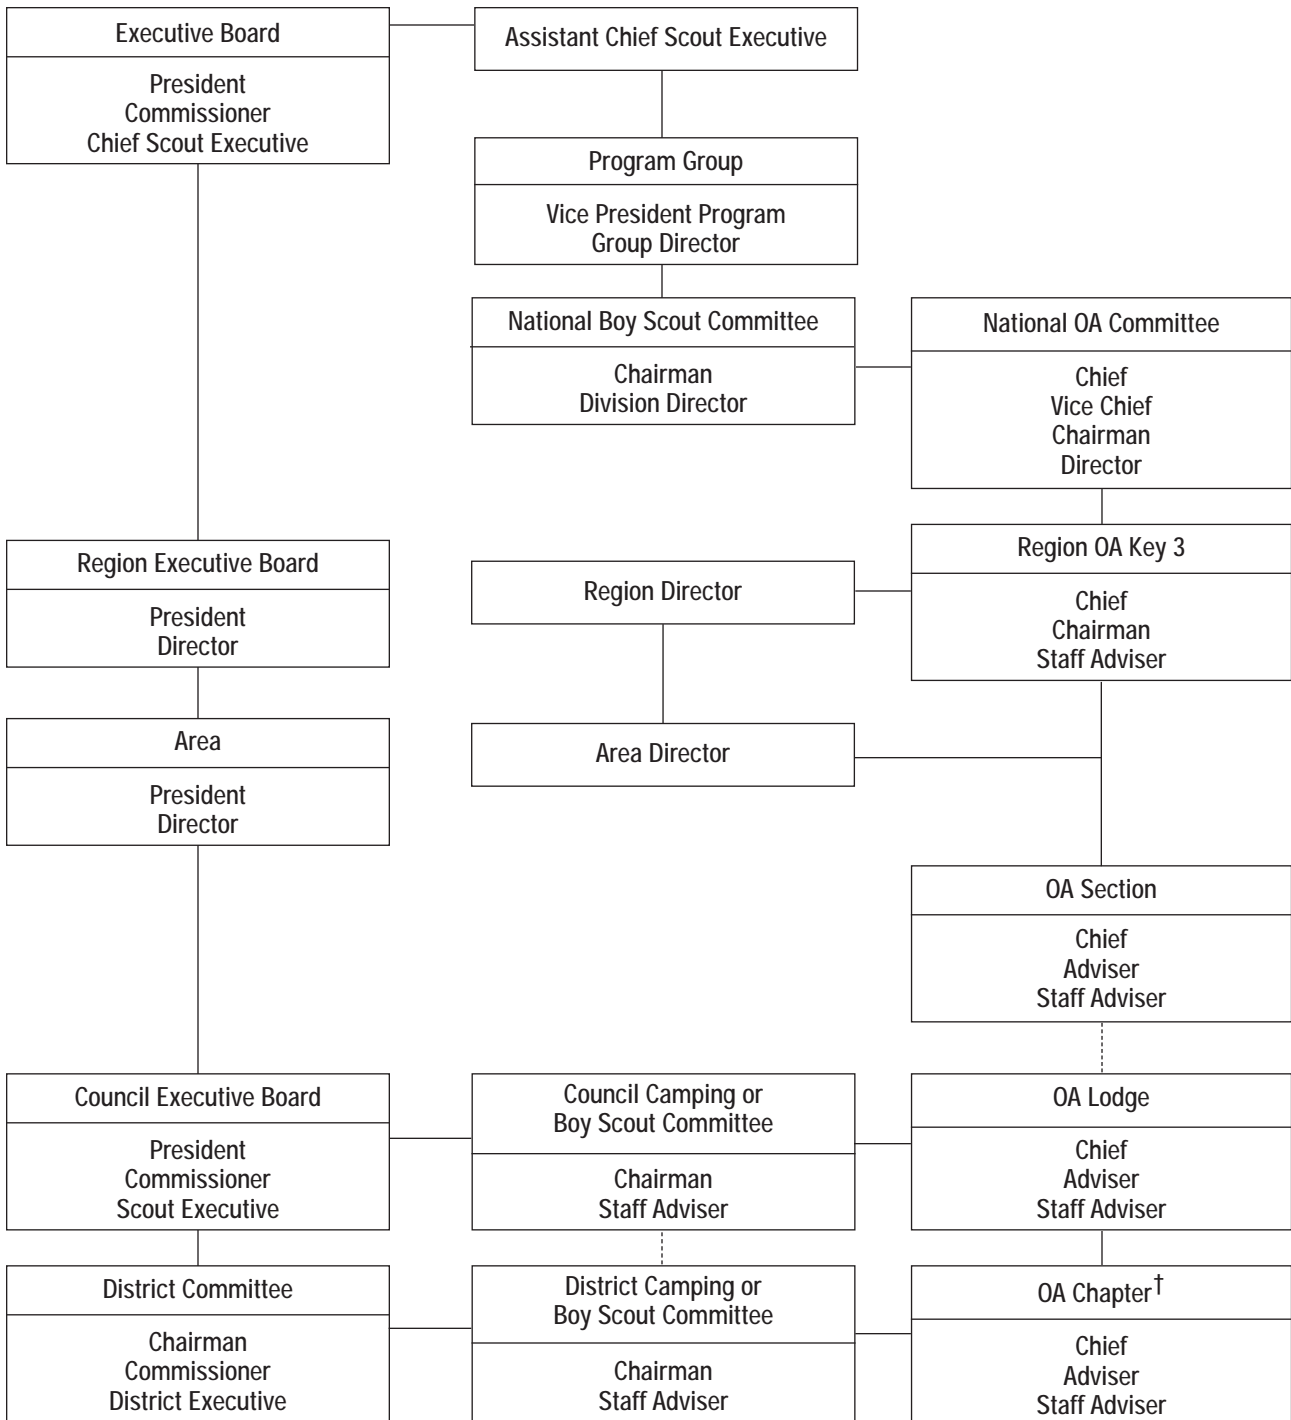 Executive Board
President
Commissioner
Chief Scout Executive
Assistant Chief Scout Executive
Program Group
Vice President Program
Group Director
National Boy Scout Committee
Chairman
Division Director
National OA Committee
Chief
Vice Chief
Chairman
Director
Region Executive Board
President
Director
Region Director
Region OA Key 3
Chief
Chairman
Staff Adviser
Area
President
Director
Area Director
OA Section
Chief
Adviser
Staff Adviser
Council Executive Board
President
Commissioner
Scout Executive
Council Camping or
Boy Scout Committee
Chairman
Staff Adviser
OA Lodge
Chief
Adviser
Staff Adviser
District Committee
Chairman
Commissioner
District Executive
District Camping or
Boy Scout Committee
Chairman
Staff Adviser
OA Chapter†
Chief
Adviser
Staff Adviser